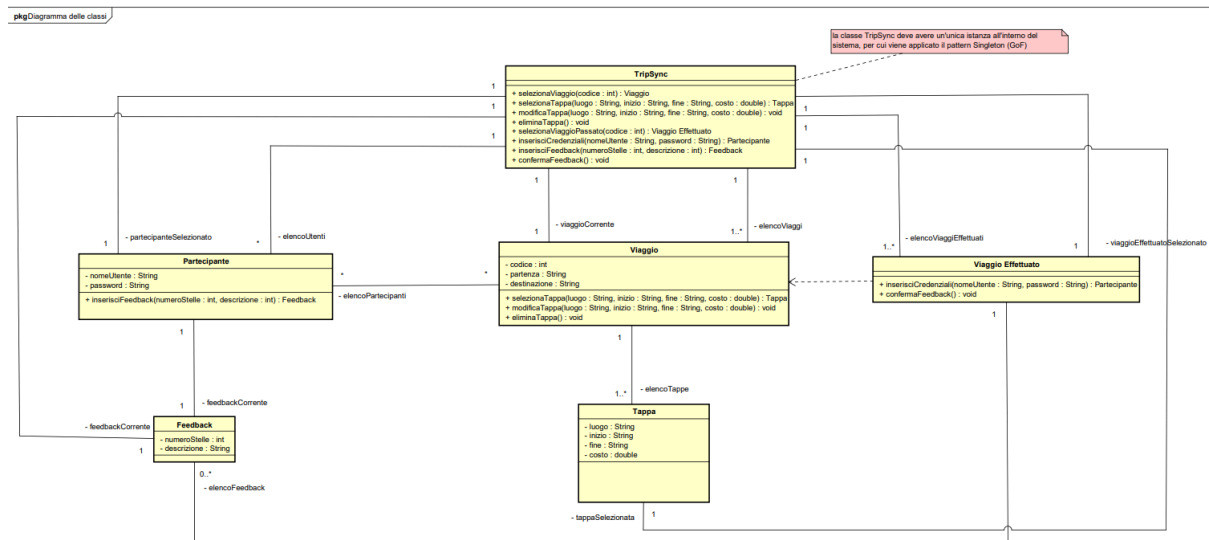 pkgDiagramma delle classi
la classe TripSync deve avere un'unica istanza all'interno del
sistema, per cui viene applicato il pattern Singleton (GoF)
TripSync
+ selezionaViaggio(codice : int) : Viaggio
+ selezionaTappa(luogo : String, inizio : String, fine : String, costo : double) : Tappa
+ modificaTappa(luogo : String, inizio : String, fine : String, costo : double) : void
+ eliminaTappa() : void
+ selezionaViaggioPassato(codice : int) : Viaggio Effettuato
+ inserisciCredenziali(nomeUtente : String, password : String) : Partecipante
+ inserisciFeedback(numeroStelle : int, descrizione : int) : Feedback
+ confermaFeedback() : void
1
1
1
1
1
1
1
1
- partecipanteSelezionato
1
- elencoUtenti
*
- viaggioCorrente
1
- elencoViaggi
1..*
- elencoViaggiEffettuati
1..*
- viaggioEffettuatoSelezionato
1
Partecipante
- nomeUtente : String
- password : String
+ inserisciFeedback(numeroStelle : int, descrizione : int) : Feedback
*
*
- elencoPartecipanti
Viaggio
- codice : int
- partenza : String
- destinazione : String
+ selezionaTappa(luogo : String, inizio : String, fine : String, costo : double) : Tappa
+ modificaTappa(luogo : String, inizio : String, fine : String, costo : double) : void
+ eliminaTappa() : void
Viaggio Effettuato
+ inserisciCredenziali(nomeUtente : String, password : String) : Partecipante
+ confermaFeedback() : void
1
1
1
- feedbackCorrente
1
- elencoTappe
1..*
- feedbackCorrente
1
Feedback
- numeroStelle : int
- descrizione : String
0..*
- elencoFeedback
Tappa
- luogo : String
- inizio : String
- fine : String
- costo : double
- tappaSelezionata
1